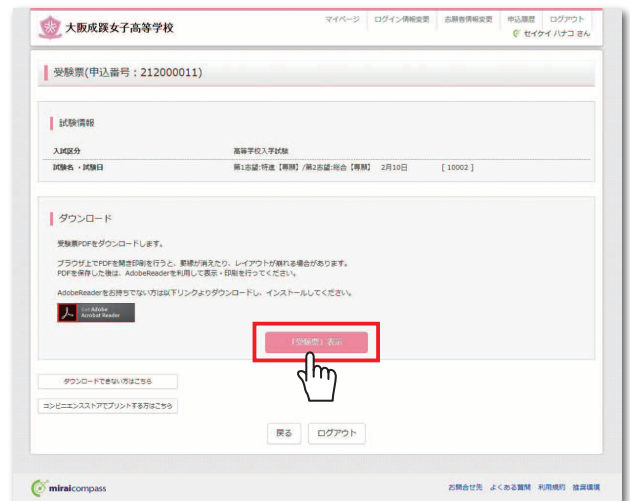 大阪成蹊女子高等学校
マイページ ログイン情報変更 志願者情報変更 申込履歴 ログアウト
セイケイ ハナコ さん
受験票(申込番号：212000011)
試験情報
入試区分 高等学校入学試験
試験名・試験日 第1志望:特進【専願】/第2志望:総合【専願】 2月10日 [ 10002 ]
ダウンロード
受験票PDFをダウンロードします。
ブラウザ上でPDFを開き印刷を行うと、罫線が消えたり、レイアウトが崩れる場合があります。
PDFを保存した後は、AdobeReaderを利用して表示・印刷を行ってください。
AdobeReaderをお持ちでない方は以下リンクよりダウンロードし、インストールしてください。
Get Adobe
Acrobat Reader
「受験票」表示
ダウンロードできない方はこちら
コンビニエンスストアでプリントする方はこちら
戻る ログアウト
miraicompass
お問合せ先 よくある質問 利用規約 推奨環境